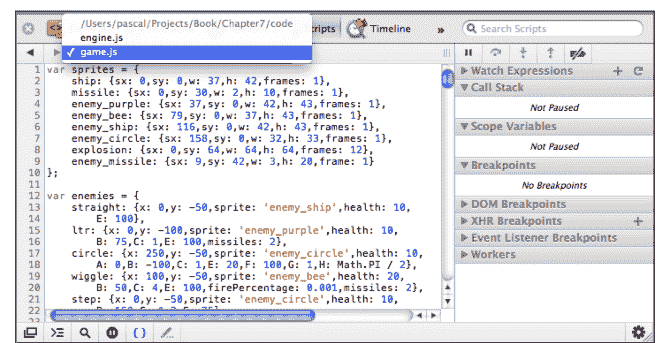 /Users/pascal/Projects/Book/Chapter7/code
engine.js
✓ game.js
cripts
Timeline
»
Search Scripts
1 var sprites = {
2 ship: {sx: 0,sy: 0,w: 37,h: 42,frames: 1},
3 missile: {sx: 0,sy: 30,w: 2,h: 10,frames: 1},
4 enemy_purple: {sx: 37,sy: 0,w: 42,h: 43,frames: 1},
5 enemy_bee: {sx: 79,sy: 0,w: 37,h: 43,frames: 1},
6 enemy_ship: {sx: 116,sy: 0,w: 42,h: 43,frames: 1},
7 enemy_circle: {sx: 158,sy: 0,w: 32,h: 33,frames: 1},
8 explosion: {sx: 0,sy: 64,w: 64,h: 64,frames: 12},
9 enemy_missile: {sx: 9,sy: 42,w: 3,h: 20,frame: 1}
10 };
11
12 var enemies = {
13 straight: {x: 0,y: -50,sprite: 'enemy_ship',health: 10,
14 E: 100},
15 ltr: {x: 0,y: -100,sprite: 'enemy_purple',health: 10,
16 B: 75,C: 1,E: 100,missiles: 2},
17 circle: {x: 250,y: -50,sprite: 'enemy_circle',health: 10,
18 A: 0,B: -100,C: 1,E: 20,F: 100,G: 1,H: Math.PI / 2},
19 wiggle: {x: 100,y: -50,sprite: 'enemy_bee',health: 20,
20 B: 50,C: 4,E: 100,firePercentage: 0.001,missiles: 2},
21 step: {x: 0,y: -50,sprite: 'enemy_circle',health: 10,
22
Watch Expressions
Call Stack
Not Paused
Scope Variables
Not Paused
Breakpoints
No Breakpoints
DOM Breakpoints
XHR Breakpoints
Event Listener Breakpoints
Workers